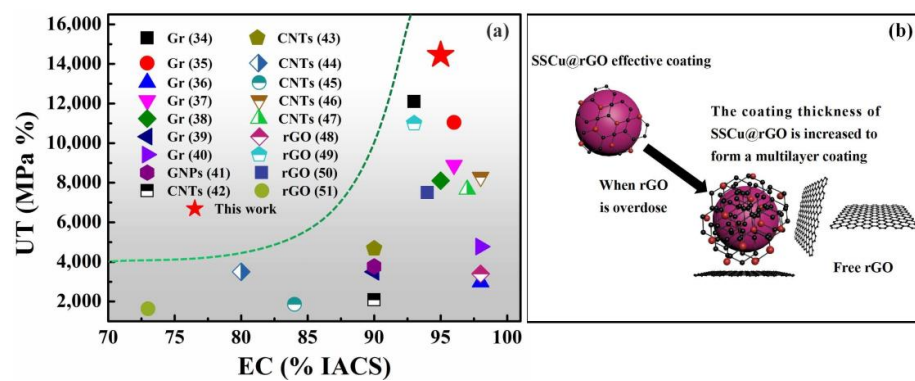 16,000
14,000
12,000
10,000
8,000
6,000
4,000
2,000
UT (MPa %)
70 75 80 85 90 95 100
EC (% IACS)
(a)
Gr (34) CNTs (43)
Gr (35) CNTs (44)
Gr (36) CNTs (45)
Gr (37) CNTs (46)
Gr (38) CNTs (47)
Gr (39) rGO (48)
Gr (40) rGO (49)
GNPs (41) rGO (50)
CNTs (42) rGO (51)
This work
(b)
SSCu@rGO effective coating
The coating thickness of
SSCu@rGO is increased to
form a multilayer coating
When rGO
is overdose
Free rGO